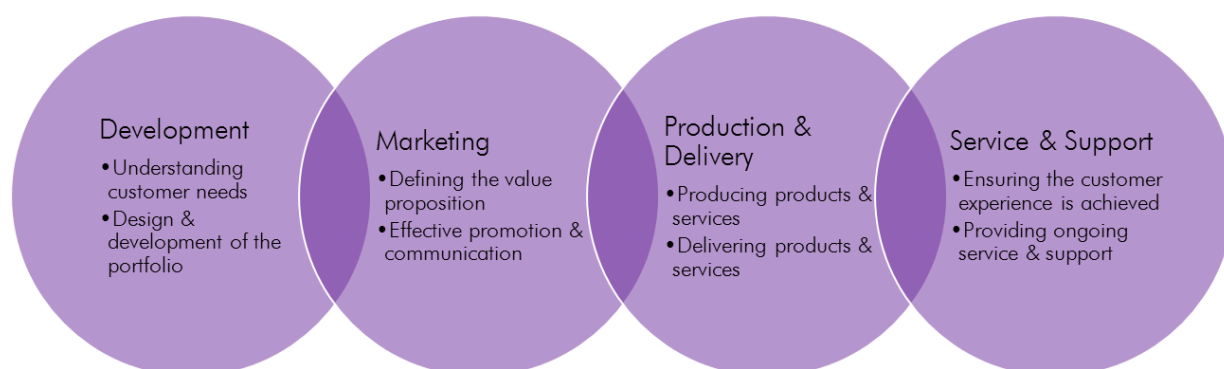 Development
•Understanding
customer needs
•Design &
development of the
portfolio
Marketing
•Defining the value
proposition
•Effective promotion &
communication
Production &
Delivery
•Producing products &
services
•Delivering products &
services
Service & Support
•Ensuring the customer
experience is achieved
•Providing ongoing
service & support